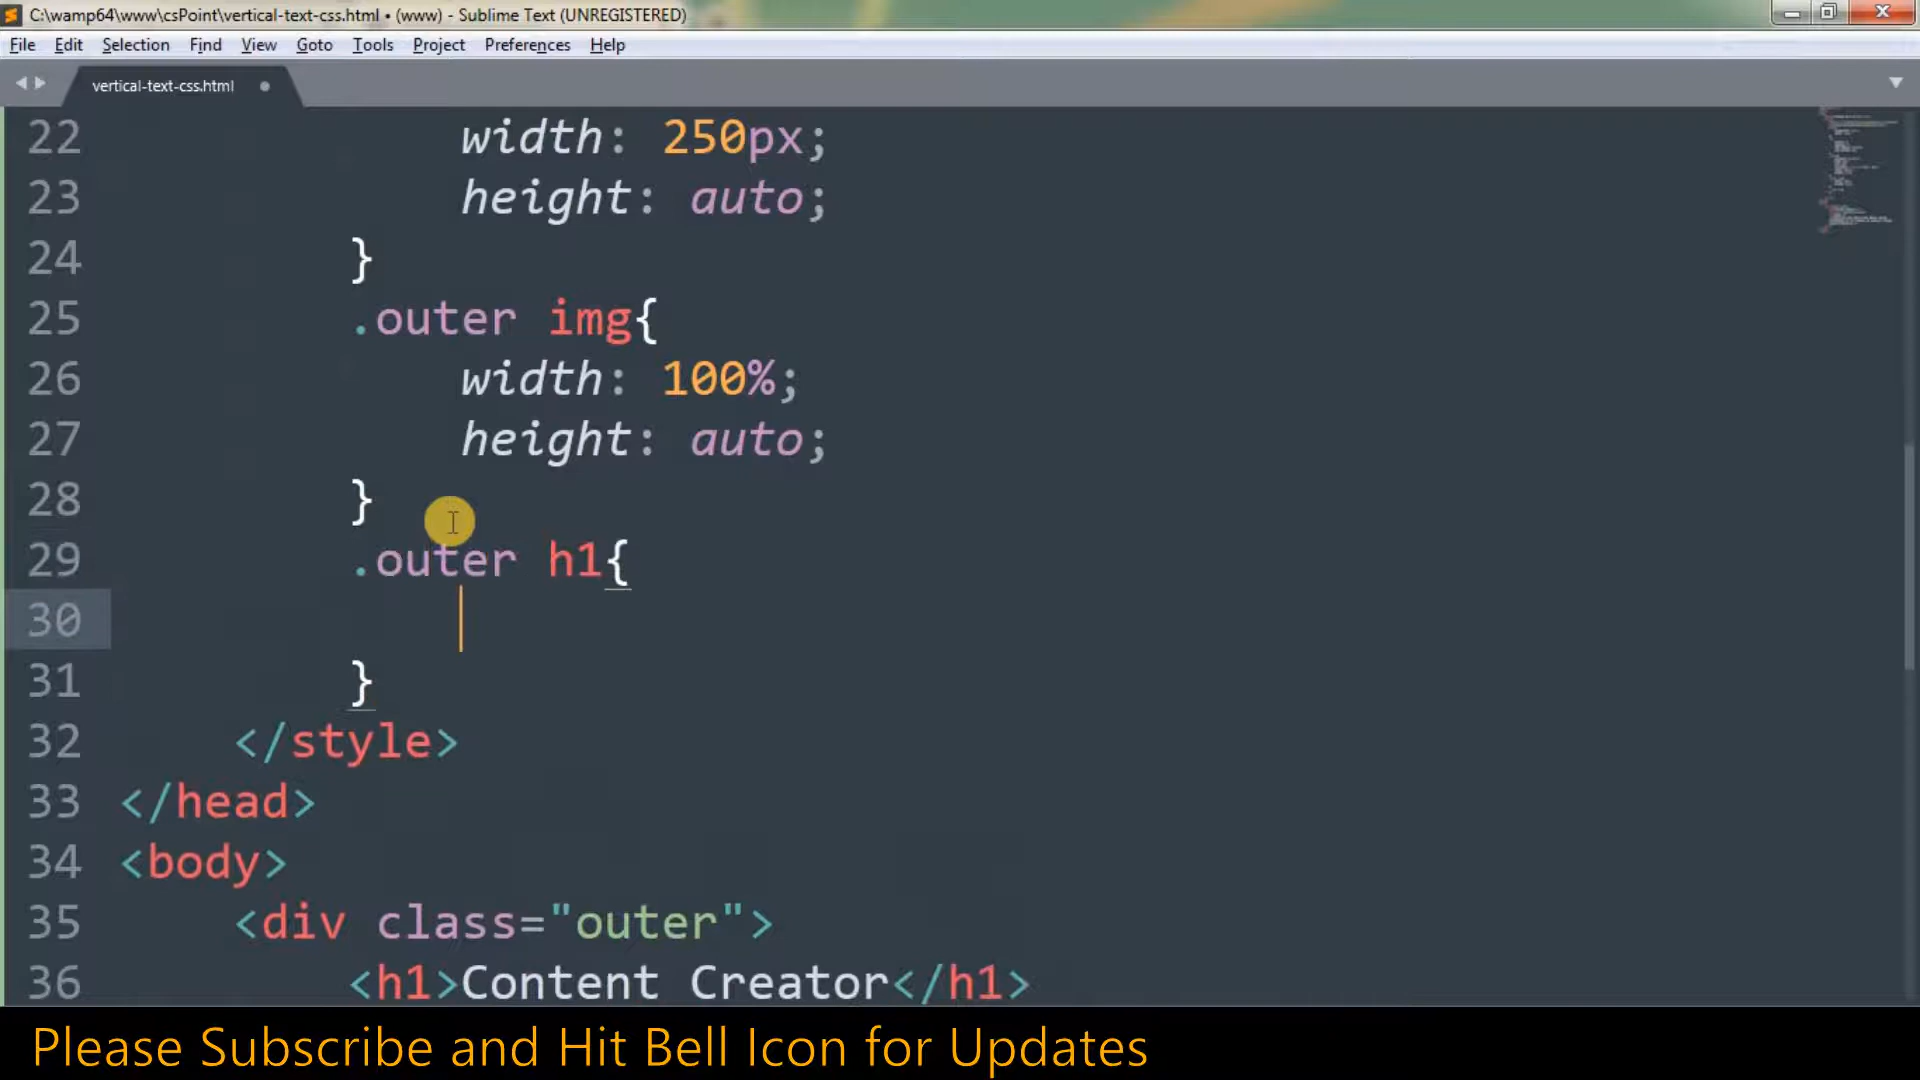 C:\wamp64\www\csPoint\vertical-text-css.html • (www) - Sublime Text (UNREGISTERED)
File Edit Selection Find View Goto Tools Project Preferences Help
vertical-text-css.html
22 width: 250px;
23 height: auto;
24 }
25 .outer img{
26 width: 100%;
27 height: auto;
28 }
29 .outer h1{
30
31 }
32 </style>
33 </head>
34 <body>
35 <div class="outer">
36 <h1>Content Creator</h1>
Please Subscribe and Hit Bell Icon for Updates